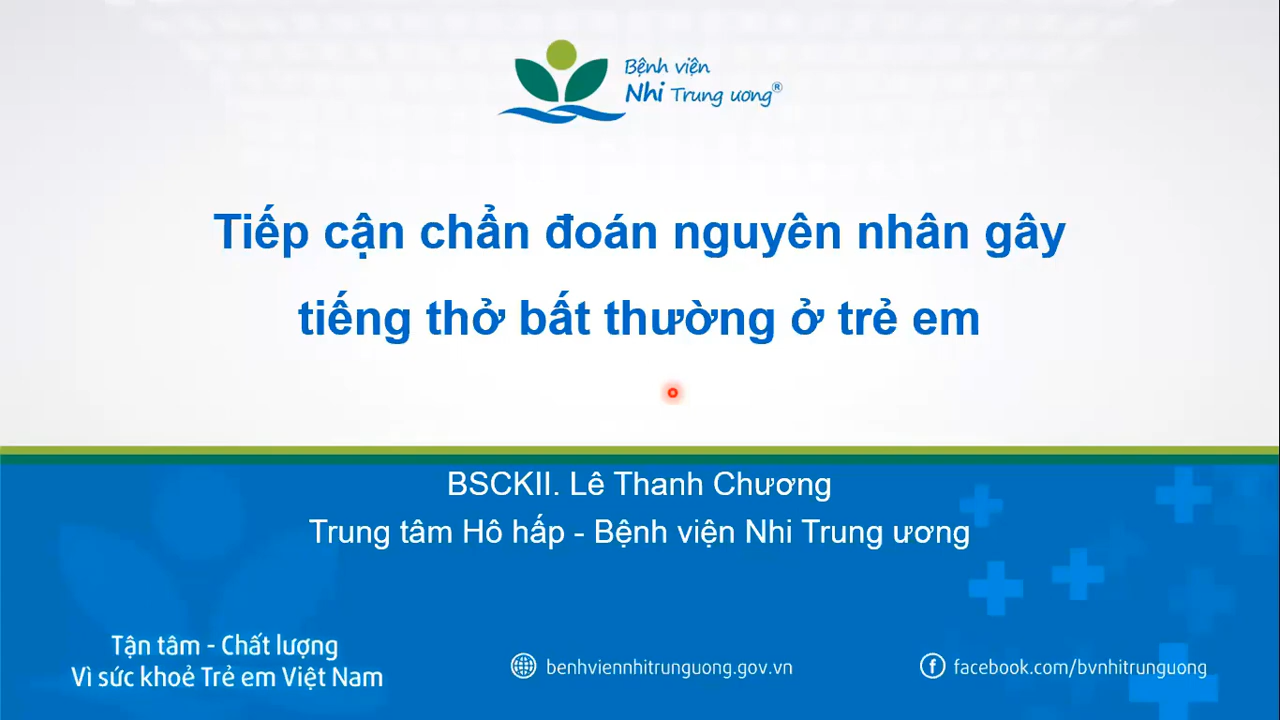 Bệnh viện
Nhi Trung ương®
Tiếp cận chẩn đoán nguyên nhân gây
tiếng thở bất thường ở trẻ em
BSCKII. Lê Thanh Chương
Trung tâm Hô hấp - Bệnh viện Nhi Trung ương
Tận tâm - Chất lượng
Vì sức khoẻ Trẻ em Việt Nam
benhviennhitrunguong.gov.vn
facebook.com/bvnhitrunguong